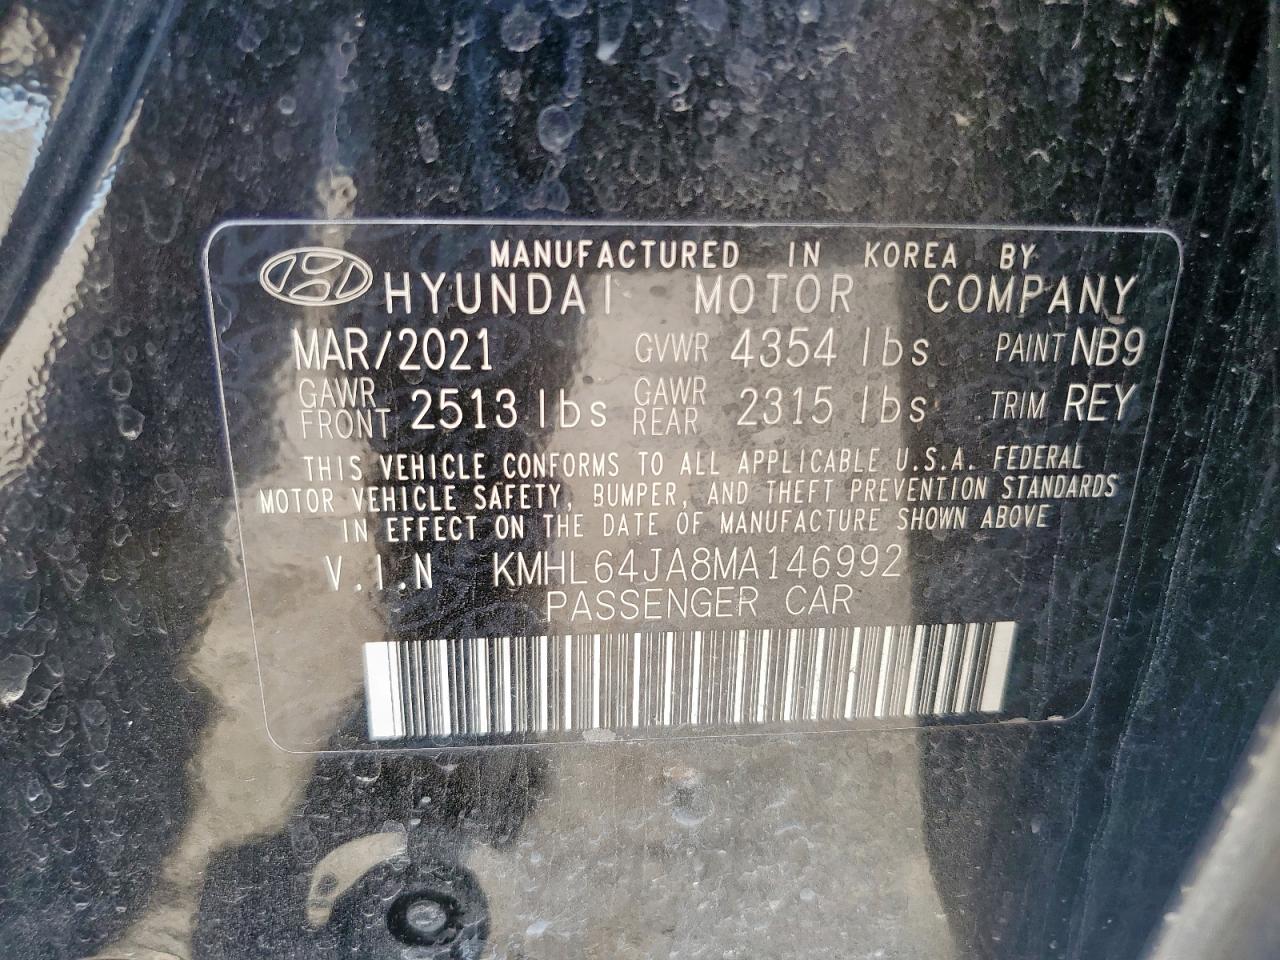 MANUFACTURED IN KOREA BY
HYUNDAI MOTOR COMPANY
MAR/2021 GVWR 4354 lbs PAINT NB9
GAWR FRONT 2513 lbs GAWR REAR 2315 lbs TRIM REY
THIS VEHICLE CONFORMS TO ALL APPLICABLE U.S.A. FEDERAL
MOTOR VEHICLE SAFETY, BUMPER, AND THEFT PREVENTION STANDARDS
IN EFFECT ON THE DATE OF MANUFACTURE SHOWN ABOVE
V.I.N KMHL64JA8MA146992
PASSENGER CAR